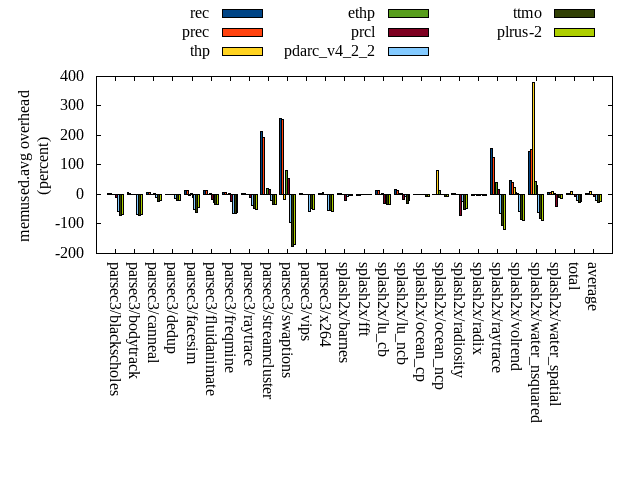 rec ethp ttmo
prec prcl plrus-2
thp pdarc_v4_2_2
memused.avg overhead
(percent)
400
300
200
100
0
-100
-200
parsec3/blackscholes
parsec3/bodytrack
parsec3/canneal
parsec3/dedup
parsec3/facesim
parsec3/fluidanimate
parsec3/freqmine
parsec3/raytrace
parsec3/streamcluster
parsec3/swaptions
parsec3/vips
parsec3/x264
splash2x/barnes
splash2x/fft
splash2x/lu_cb
splash2x/lu_ncb
splash2x/ocean_cp
splash2x/ocean_ncp
splash2x/radiosity
splash2x/radix
splash2x/raytrace
splash2x/volrend
splash2x/water_nsquared
splash2x/water_spatial
total
average